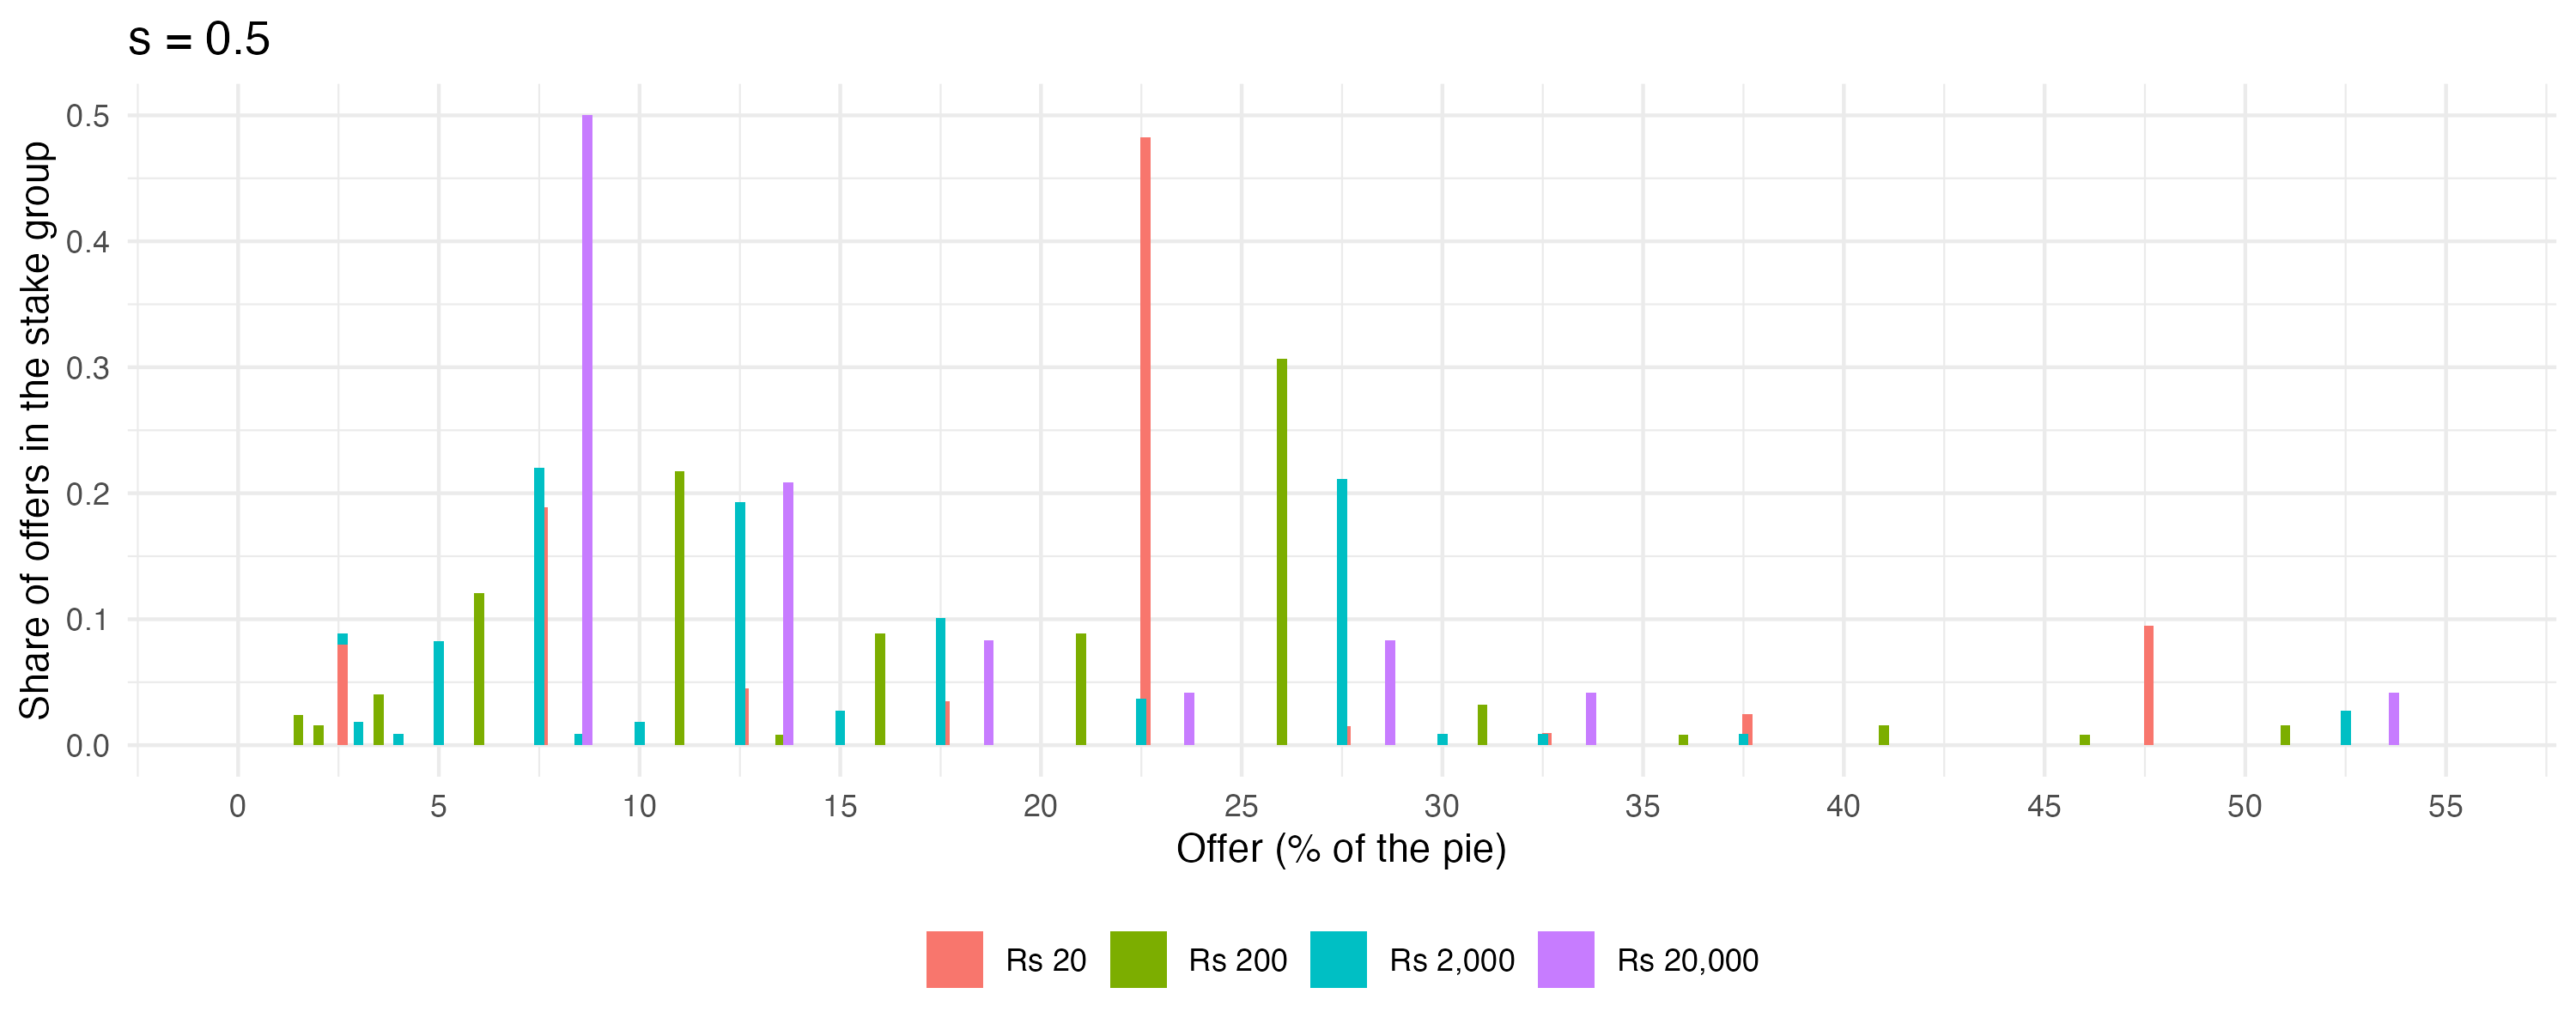 s = 0.5
Share of offers in the stake group
0.5
0.4
0.3
0.2
0.1
0.0
0 5 10 15 20 25 30 35 40 45 50 55
Offer (% of the pie)
Rs 20 Rs 200 Rs 2,000 Rs 20,000